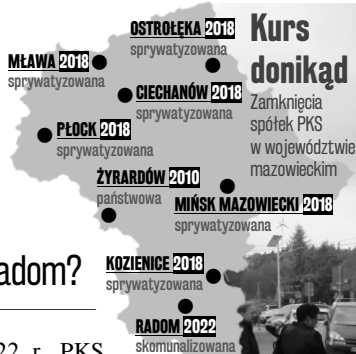 Kurs
donikąd
Zamknięcia
spółek PKS
w województwie
mazowieckim
OSTROŁĘKA 2018
sprywatyzowana
MŁAWA 2018
sprywatyzowana
CIECHANÓW 2018
sprywatyzowana
PŁOCK 2018
sprywatyzowana
ŻYRARDÓW 2010
państwowa
MIŃSK MAZOWIECKI 2018
sprywatyzowana
KOZIENICE 2018
sprywatyzowana
RADOM 2022
skomunalizowana
adom?
22 r. PKS